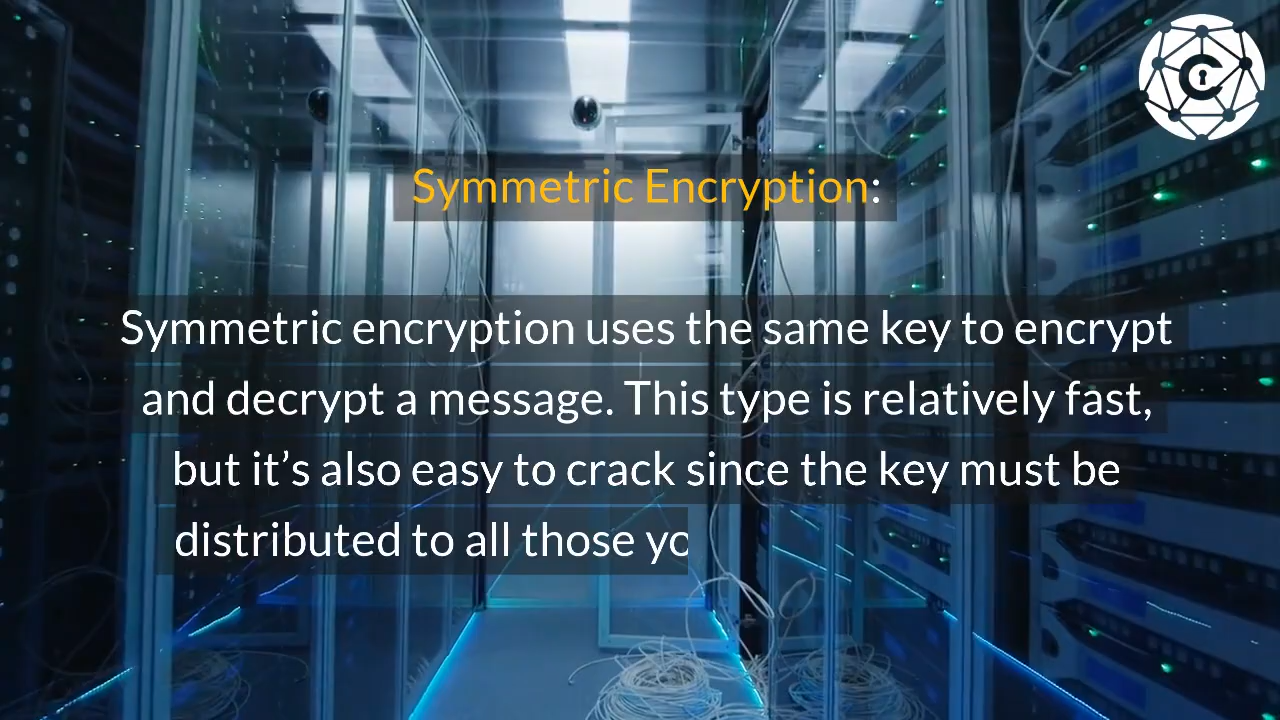 Symmetric Encryption:
Symmetric encryption uses the same key to encrypt
and decrypt a message. This type is relatively fast,
but it’s also easy to crack since the key must be
distributed to all those yo
C